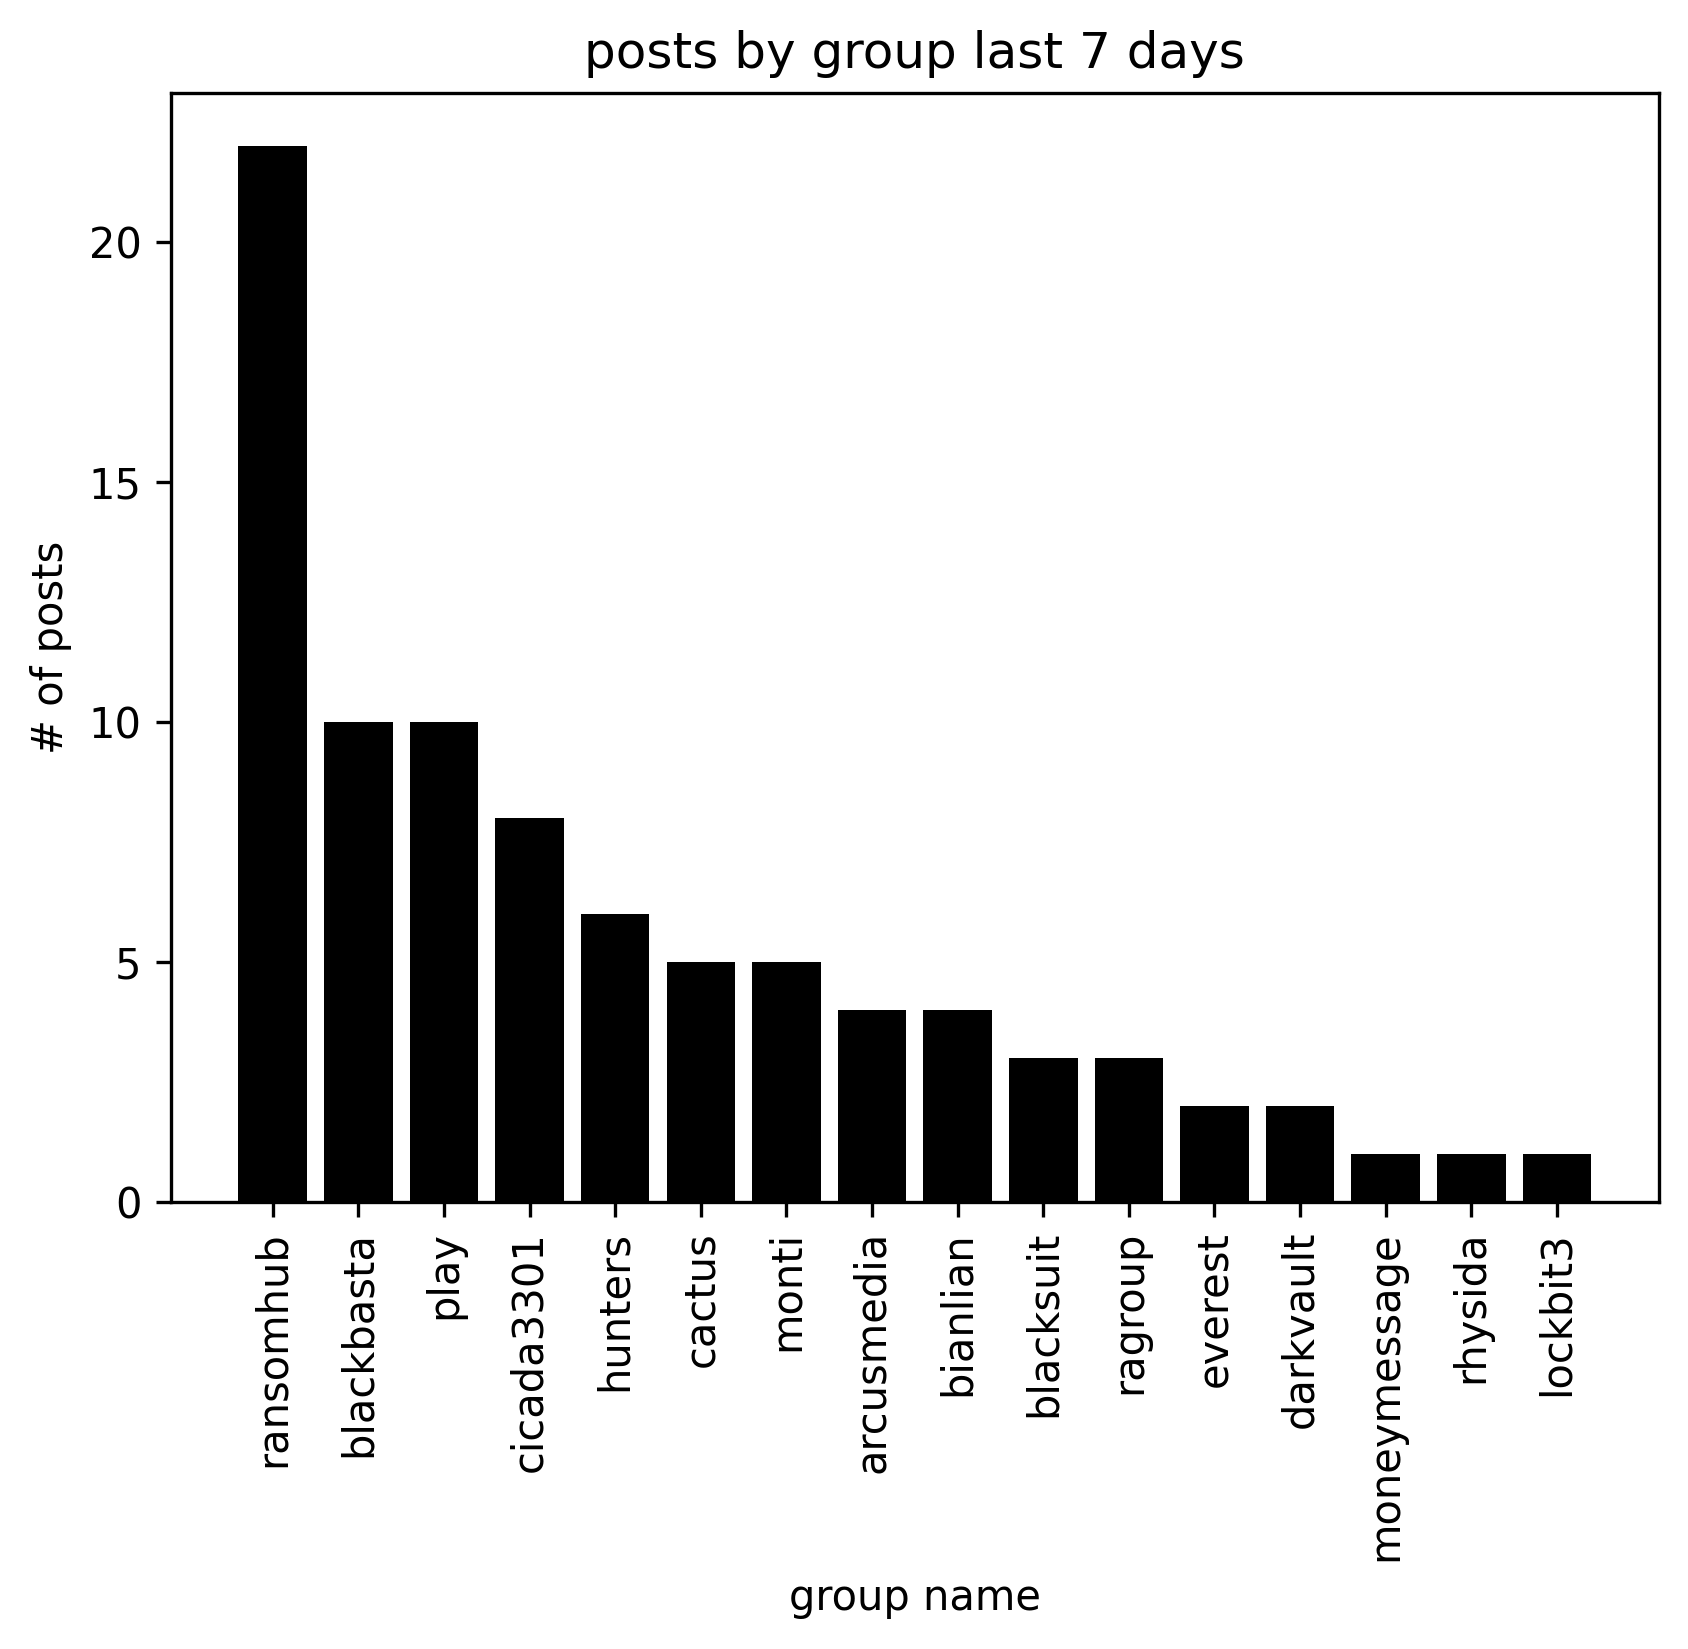 posts by group last 7 days
# of posts
20
15
10
5
0
ransomhub
blackbasta
play
cicada3301
hunters
cactus
monti
arcusmedia
bianlian
blacksuit
ragroup
everest
darkvault
moneymessage
rhysida
lockbit3
group name